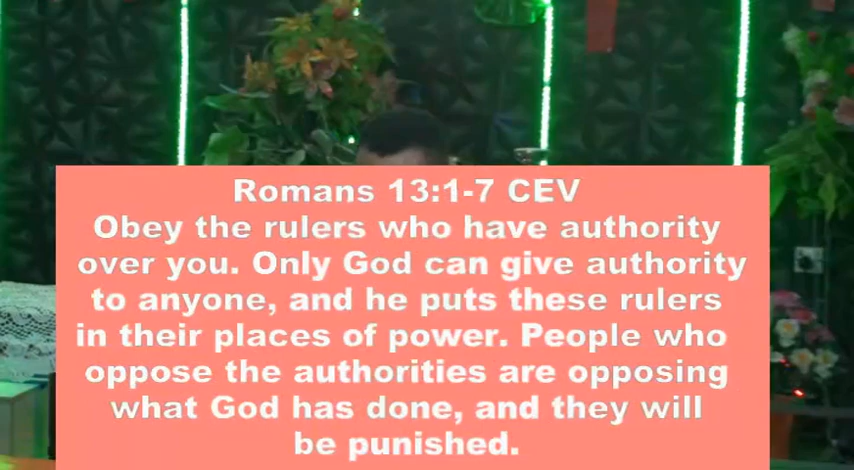 Romans 13:1-7 CEV
Obey the rulers who have authority
over you. Only God can give authority
to anyone, and he puts these rulers
in their places of power. People who
oppose the authorities are opposing
what God has done, and they will
be punished.